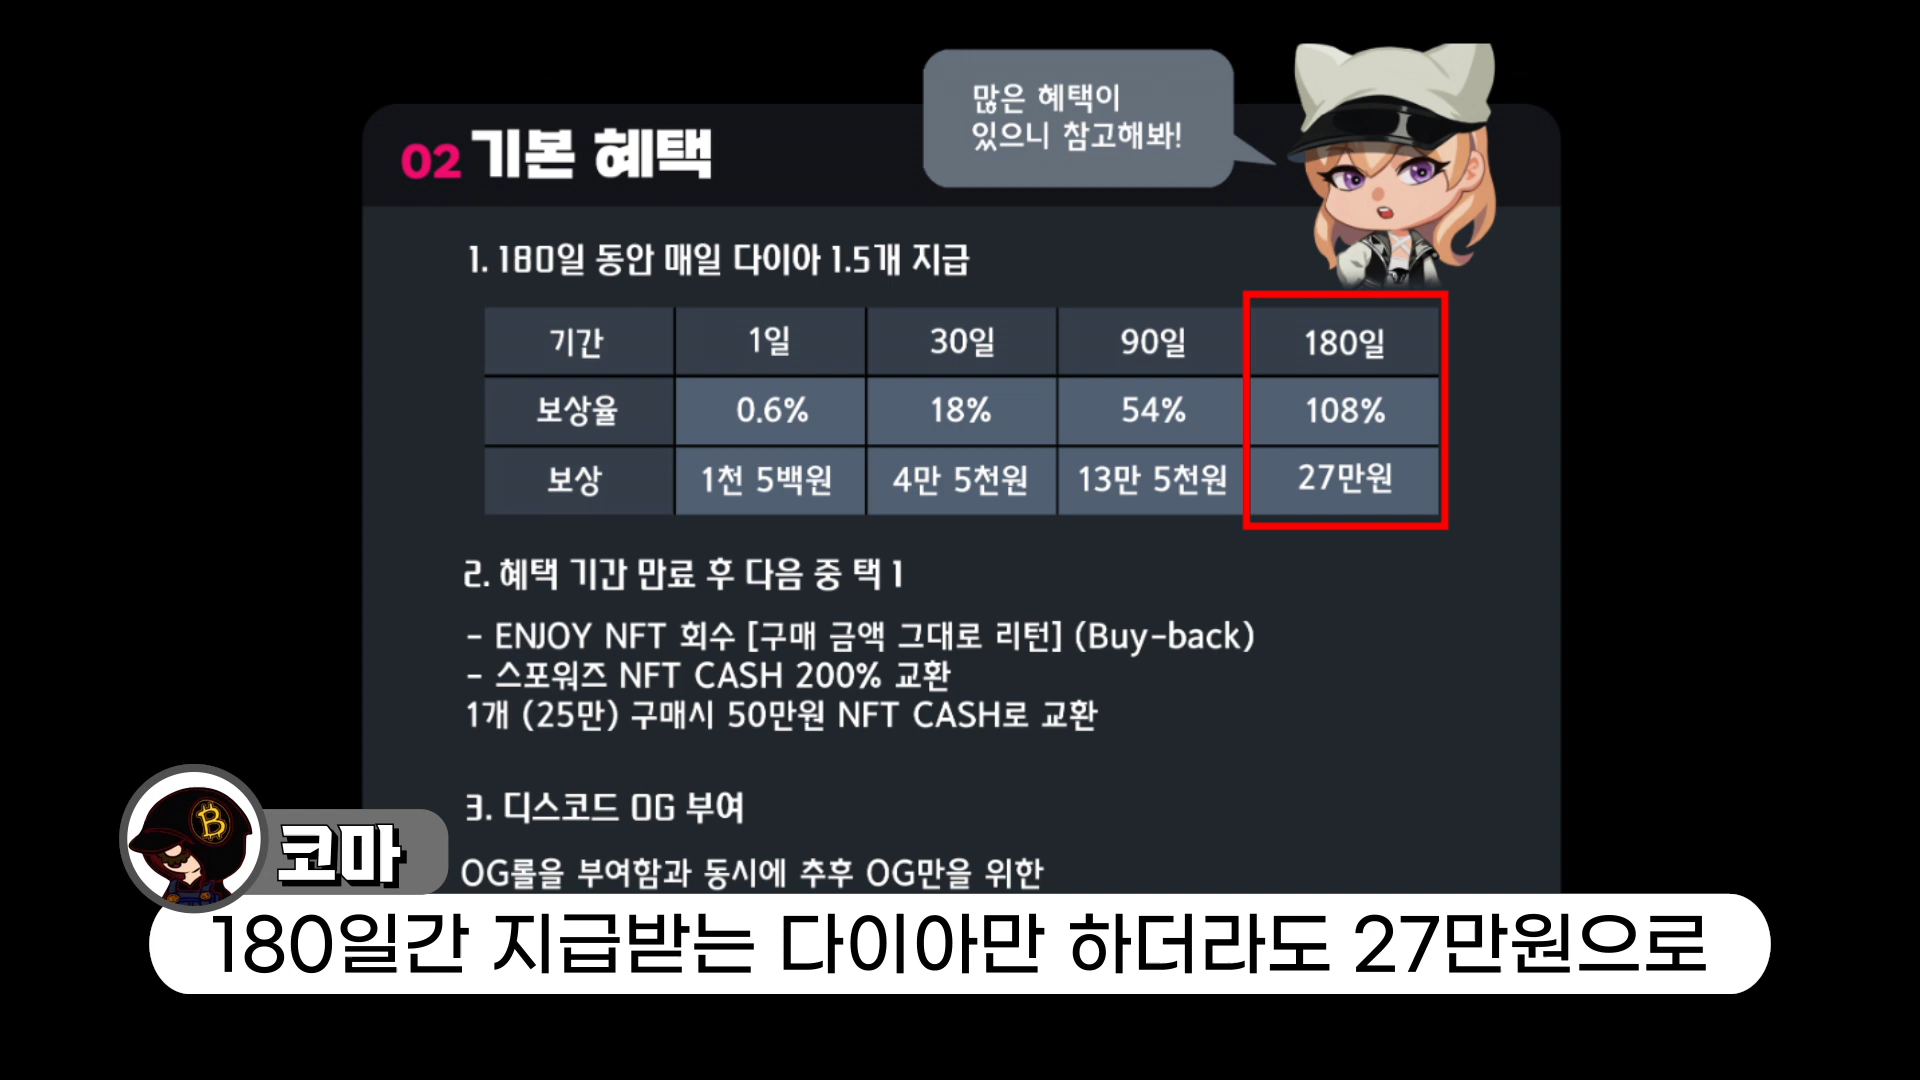 많은 혜택이
있으니 참고해봐!
02 기본 혜택
1. 180일 동안 매일 다이아 1.5개 지급
기간 1일 30일 90일 180일
보상율 0.6% 18% 54% 108%
보상 1천 5백원 4만 5천원 13만 5천원 27만원
2. 혜택 기간 만료 후 다음 중 택 1
- ENJOY NFT 회수 [구매 금액 그대로 리턴] (Buy-back)
- 스포워즈 NFT CASH 200% 교환
1개 (25만) 구매시 50만원 NFT CASH로 교환
3. 디스코드 OG 부여
OG롤을 부여함과 동시에 추후 OG만을 위한
코마
180일간 지급받는 다이아만 하더라도 27만원으로